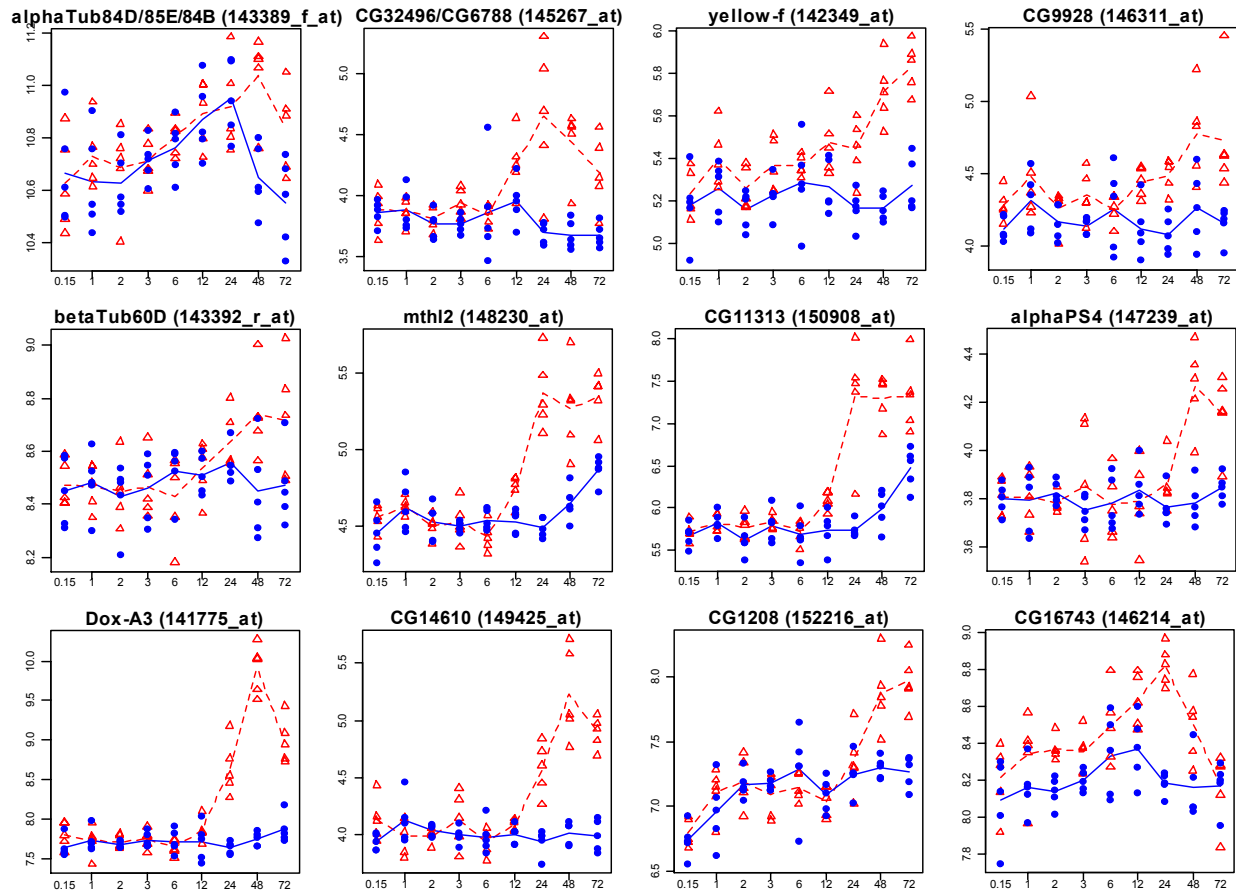 alphaTub84D/85E/84B (143389_f_at) CG32496/CG6788 (145267_at) yellow-f (142349_at) CG9928 (146311_at)
10.4 10.6 10.8 11.0 11.2
3.5 4.0 4.5 5.0
5.0 5.2 5.4 5.6 5.8 6.0
4.0 4.5 5.0 5.5
0.15 1 2 3 6 12 24 48 72 0.15 1 2 3 6 12 24 48 72 0.15 1 2 3 6 12 24 48 72 0.15 1 2 3 6 12 24 48 72
betaTub60D (143392_r_at) mthl2 (148230_at) CG11313 (150908_at) alphaPS4 (147239_at)
8.2 8.4 8.6 8.8 9.0
4.5 5.0 5.5
5.5 6.0 6.5 7.0 7.5 8.0
3.6 3.8 4.0 4.2 4.4
0.15 1 2 3 6 12 24 48 72 0.15 1 2 3 6 12 24 48 72 0.15 1 2 3 6 12 24 48 72 0.15 1 2 3 6 12 24 48 72
Dox-A3 (141775_at) CG14610 (149425_at) CG1208 (152216_at) CG16743 (146214_at)
7.5 8.0 8.5 9.0 9.5 10.0
4.0 4.5 5.0 5.5
6.5 7.0 7.5 8.0
7.8 8.0 8.2 8.4 8.6 8.8 9.0
0.15 1 2 3 6 12 24 48 72 0.15 1 2 3 6 12 24 48 72 0.15 1 2 3 6 12 24 48 72 0.15 1 2 3 6 12 24 48 72